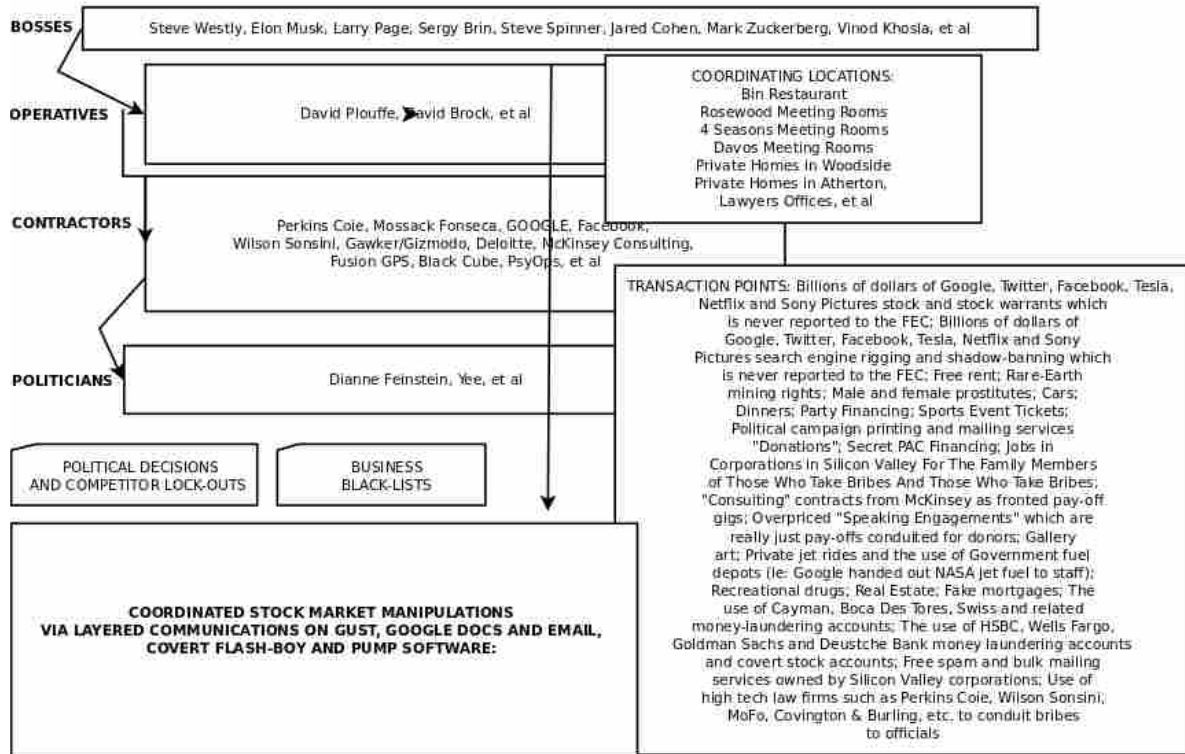 BOSSES
Steve Westly, Elon Musk, Larry Page, Sergy Brin, Steve Spinner, Jared Cohen, Mark Zuckerberg, Vinod Khosla, et al
OPERATIVES
David Plouffe, David Brock, et al
COORDINATING LOCATIONS:
Bin Restaurant
Rosewood Meeting Rooms
4 Seasons Meeting Rooms
Davos Meeting Rooms
Private Homes in Woodside
Private Homes in Atherton,
Lawyers Offices, et al
CONTRACTORS
Perkins Coie, Mossack Fonseca, GOOGLE, Facebook,
Wilson Sonsini, Gawker/Gizmodo, Deloitte, McKinsey Consulting,
Fusion GPS, Black Cube, PsyOps, et al
POLITICIANS
Dianne Feinstein, Yee, et al
TRANSACTION POINTS: Billions of dollars of Google, Twitter, Facebook, Tesla,
Netflix and Sony Pictures stock and stock warrants which
is never reported to the FEC; Billions of dollars of
Google, Twitter, Facebook, Tesla, Netflix and Sony
Pictures search engine rigging and shadow-banning which
is never reported to the FEC; Free rent; Rare-Earth
mining rights; Male and female prostitutes; Cars;
Dinners; Party Financing; Sports Event Tickets;
Political campaign printing and mailing services
"Donations"; Secret PAC Financing; Jobs in
Corporations in Silicon Valley For The Family Members
of Those Who Take Bribes And Those Who Take Bribes;
"Consulting" contracts from McKinsey as fronted pay-off
gigs; Overpriced "Speaking Engagements" which are
really just pay-offs conduited for donors; Gallery
art; Private jet rides and the use of Government fuel
depots (ie: Google handed out NASA jet fuel to staff);
Recreational drugs; Real Estate; Fake mortgages; The
use of Cayman, Boca Des Tores, Swiss and related
money-laundering accounts; The use of HSBC, Wells Fargo,
Goldman Sachs and Deustche Bank money laundering accounts
and covert stock accounts; Free spam and bulk mailing
services owned by Silicon Valley corporations; Use of
high tech law firms such as Perkins Coie, Wilson Sonsini,
MoFo, Covington & Burling, etc. to conduit bribes
to officials
POLITICAL DECISIONS
AND COMPETITOR LOCK-OUTS
BUSINESS
BLACK-LISTS
COORDINATED STOCK MARKET MANIPULATIONS
VIA LAYERED COMMUNICATIONS ON GUST, GOOGLE DOCS AND EMAIL,
COVERT FLASH-BOY AND PUMP SOFTWARE: